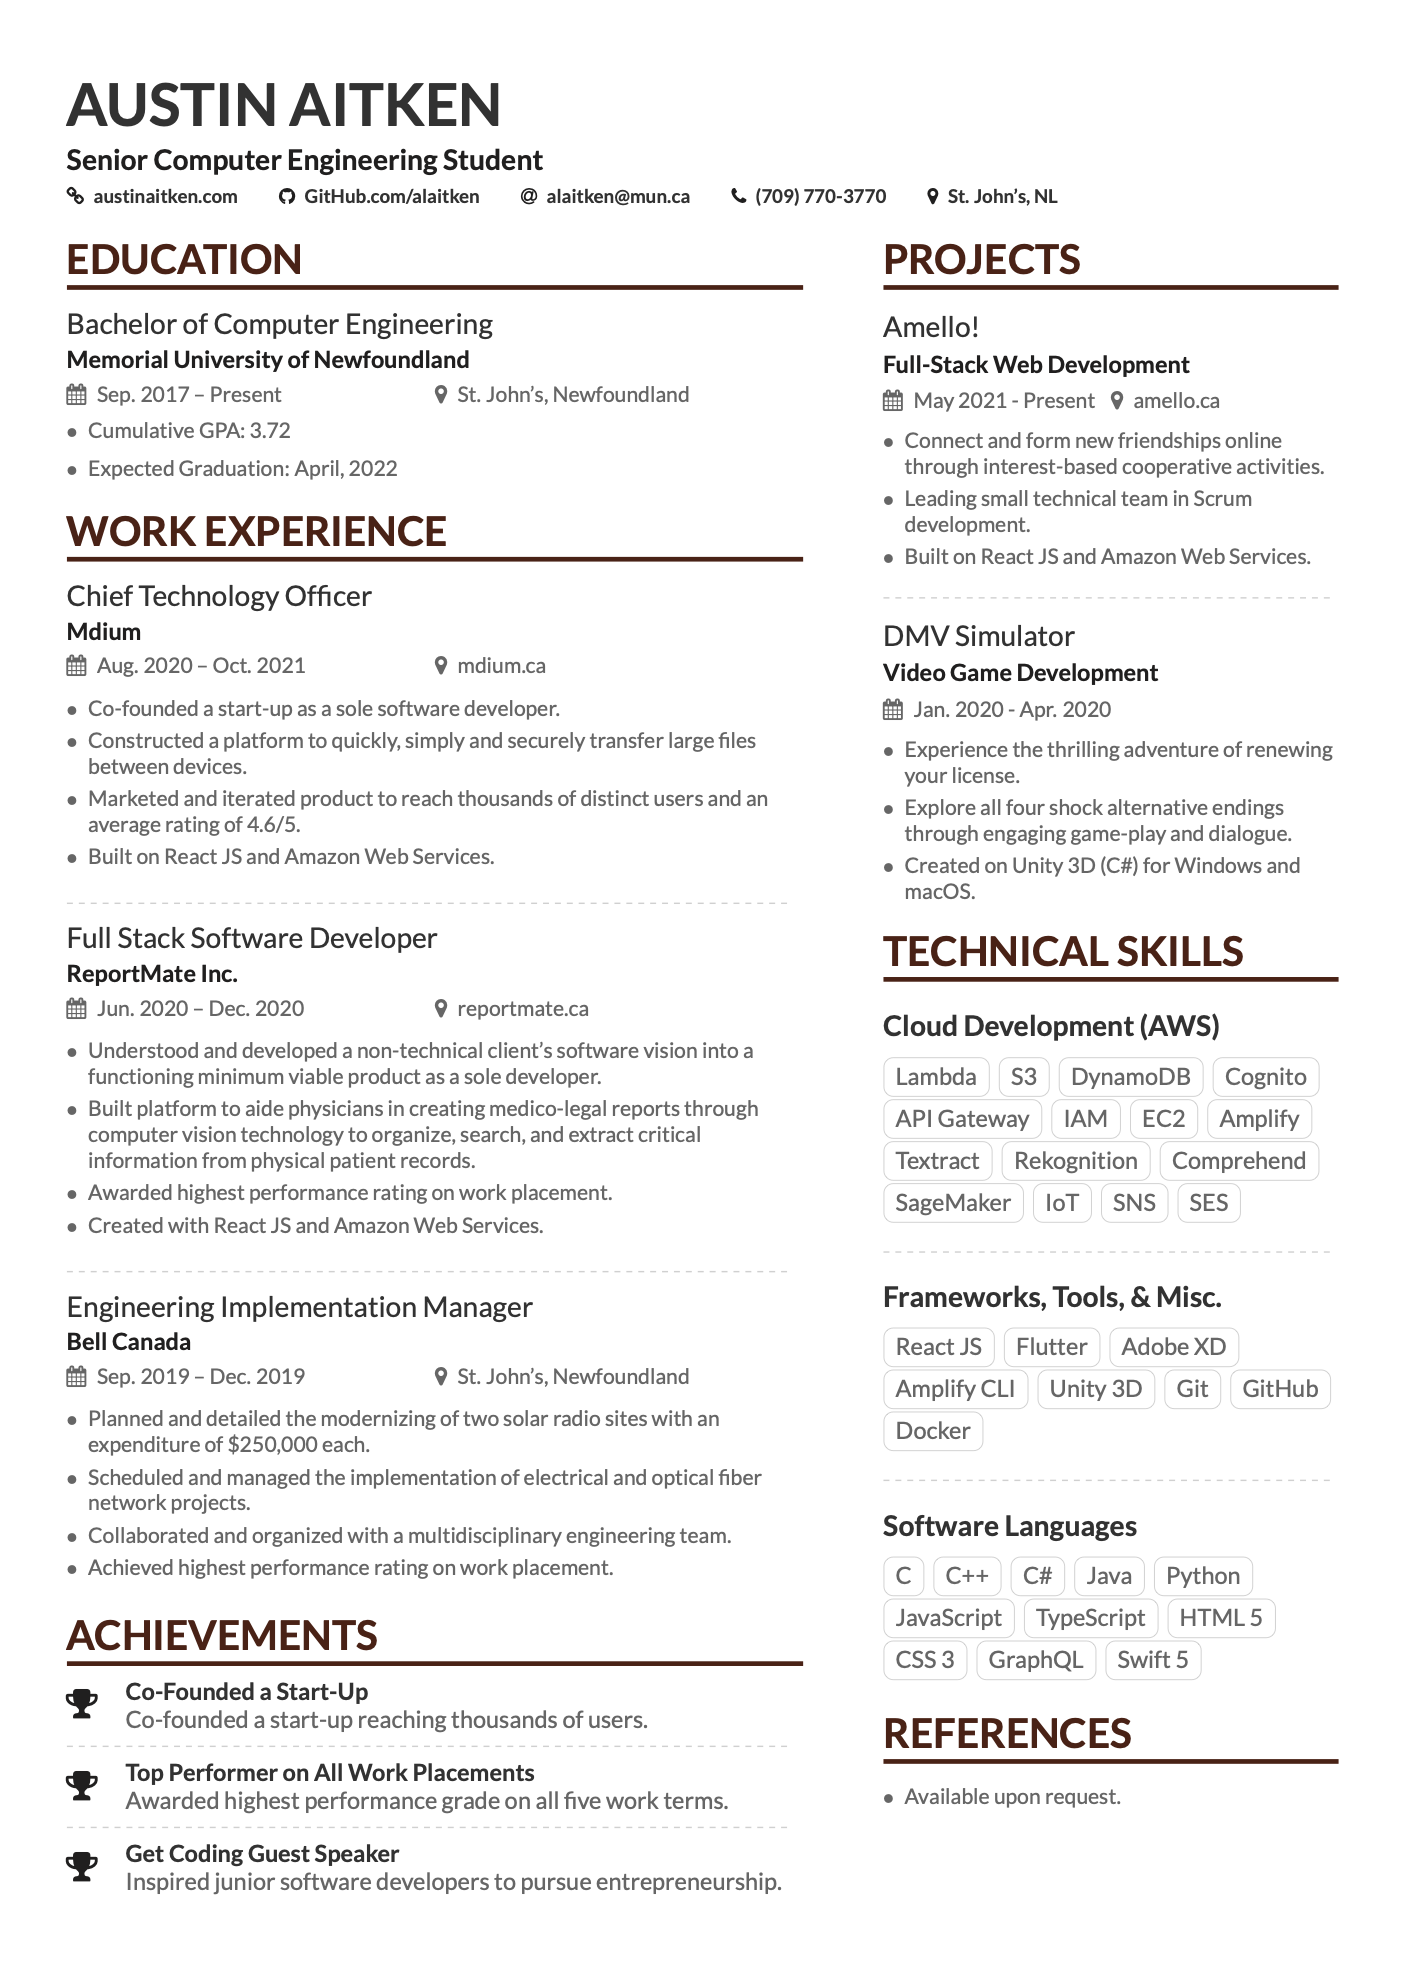 AUSTIN AITKEN
Senior Computer Engineering Student
austinaitken.com GitHub.com/alaitken alaitken@mun.ca (709) 770-3770 St. John’s, NL
EDUCATION
Bachelor of Computer Engineering
Memorial University of Newfoundland
Sep. 2017 – Present St. John’s, Newfoundland
• Cumulative GPA: 3.72
• Expected Graduation: April, 2022
WORK EXPERIENCE
Chief Technology Officer
Mdium
Aug. 2020 – Oct. 2021 mdium.ca
• Co-founded a start-up as a sole software developer.
• Constructed a platform to quickly, simply and securely transfer large files
between devices.
• Marketed and iterated product to reach thousands of distinct users and an
average rating of 4.6/5.
• Built on React JS and Amazon Web Services.
Full Stack Software Developer
ReportMate Inc.
Jun. 2020 – Dec. 2020 reportmate.ca
• Understood and developed a non-technical client’s software vision into a
functioning minimum viable product as a sole developer.
• Built platform to aide physicians in creating medico-legal reports through
computer vision technology to organize, search, and extract critical
information from physical patient records.
• Awarded highest performance rating on work placement.
• Created with React JS and Amazon Web Services.
Engineering Implementation Manager
Bell Canada
Sep. 2019 – Dec. 2019 St. John’s, Newfoundland
• Planned and detailed the modernizing of two solar radio sites with an
expenditure of $250,000 each.
• Scheduled and managed the implementation of electrical and optical fiber
network projects.
• Collaborated and organized with a multidisciplinary engineering team.
• Achieved highest performance rating on work placement.
ACHIEVEMENTS
Co-Founded a Start-Up
Co-founded a start-up reaching thousands of users.
Top Performer on All Work Placements
Awarded highest performance grade on all five work terms.
Get Coding Guest Speaker
Inspired junior software developers to pursue entrepreneurship.
PROJECTS
Amello!
Full-Stack Web Development
May 2021 - Present amello.ca
• Connect and form new friendships online
through interest-based cooperative activities.
• Leading small technical team in Scrum
development.
• Built on React JS and Amazon Web Services.
DMV Simulator
Video Game Development
Jan. 2020 - Apr. 2020
• Experience the thrilling adventure of renewing
your license.
• Explore all four shock alternative endings
through engaging game-play and dialogue.
• Created on Unity 3D (C#) for Windows and
macOS.
TECHNICAL SKILLS
Cloud Development (AWS)
Lambda S3 DynamoDB Cognito
API Gateway IAM EC2 Amplify
Textract Rekognition Comprehend
SageMaker IoT SNS SES
Frameworks, Tools, & Misc.
React JS Flutter Adobe XD
Amplify CLI Unity 3D Git GitHub
Docker
Software Languages
C C++ C# Java Python
JavaScript TypeScript HTML 5
CSS 3 GraphQL Swift 5
REFERENCES
• Available upon request.